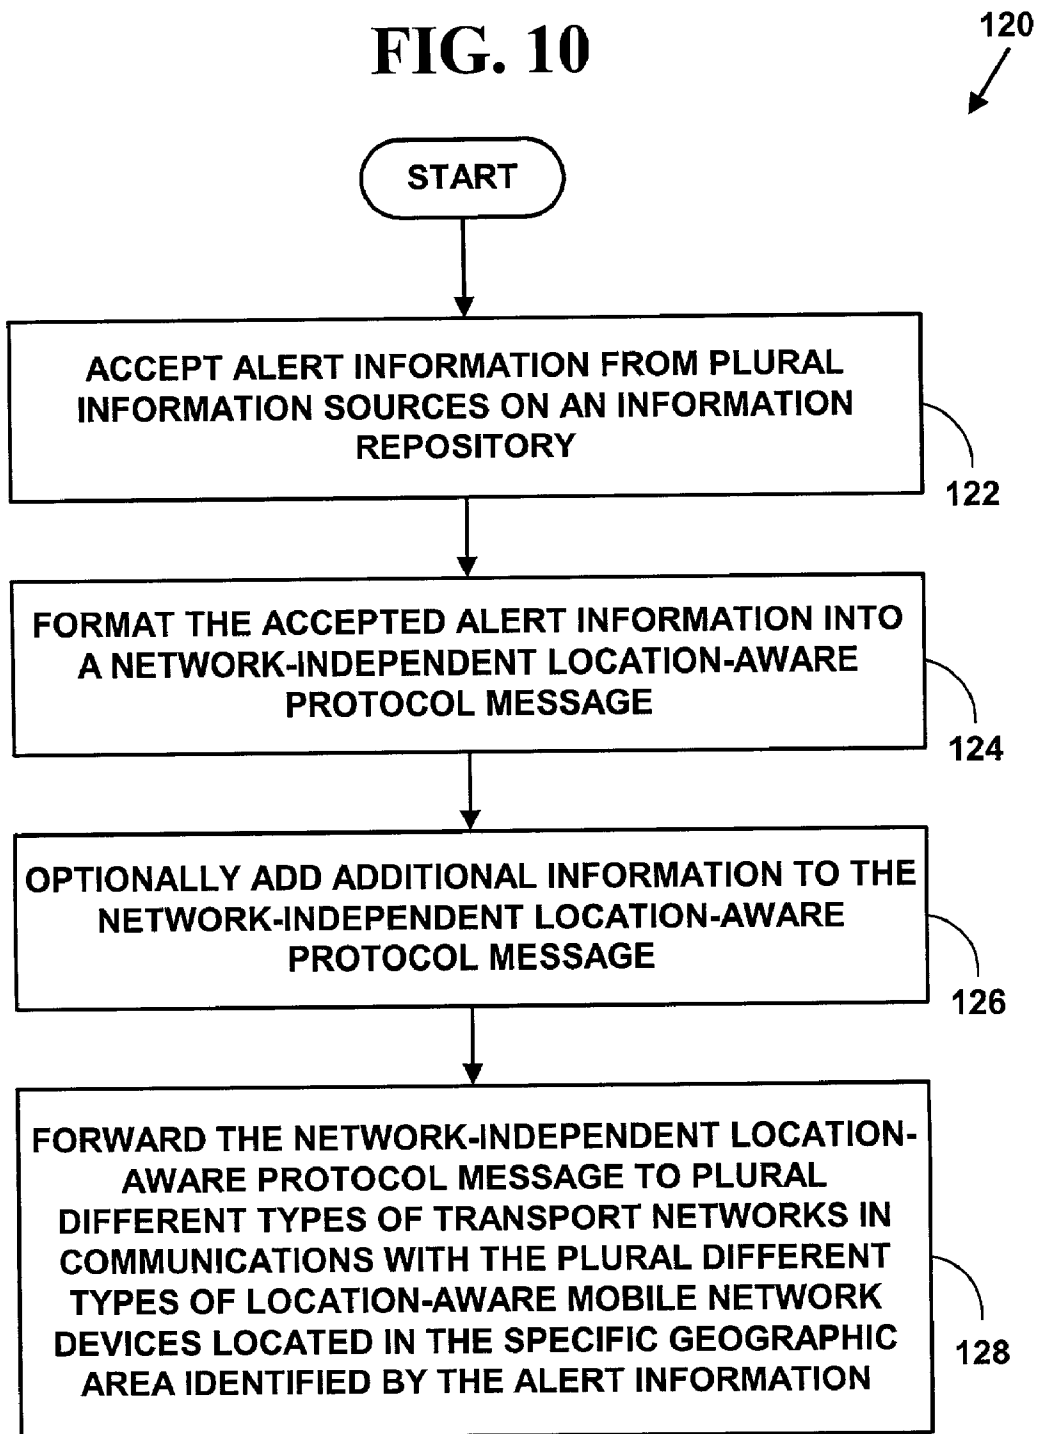 FIG. 10
120
START
ACCEPT ALERT INFORMATION FROM PLURAL
INFORMATION SOURCES ON AN INFORMATION
REPOSITORY
122
FORMAT THE ACCEPTED ALERT INFORMATION INTO
A NETWORK-INDEPENDENT LOCATION-AWARE
PROTOCOL MESSAGE
124
OPTIONALLY ADD ADDITIONAL INFORMATION TO THE
NETWORK-INDEPENDENT LOCATION-AWARE
PROTOCOL MESSAGE
126
FORWARD THE NETWORK-INDEPENDENT LOCATION-
AWARE PROTOCOL MESSAGE TO PLURAL
DIFFERENT TYPES OF TRANSPORT NETWORKS IN
COMMUNICATIONS WITH THE PLURAL DIFFERENT
TYPES OF LOCATION-AWARE MOBILE NETWORK
DEVICES LOCATED IN THE SPECIFIC GEOGRAPHIC
AREA IDENTIFIED BY THE ALERT INFORMATION
128